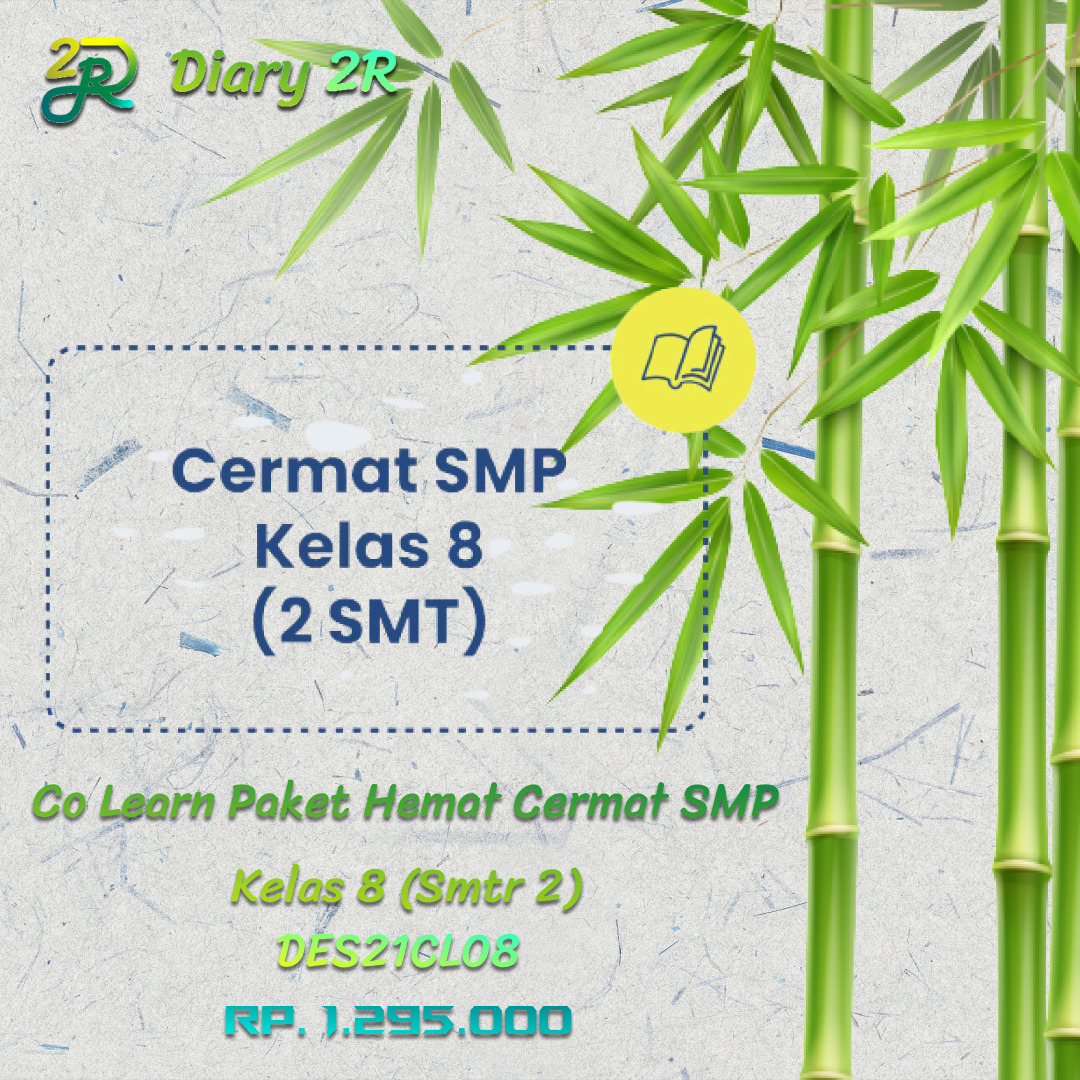 2R Diary 2R
Cermat SMP
Kelas 8
(2 SMT)
Co Learn Paket Hemat Cermat SMP
Kelas 8 (Smtr 2)
DES21CL08
RP. 1.295.000